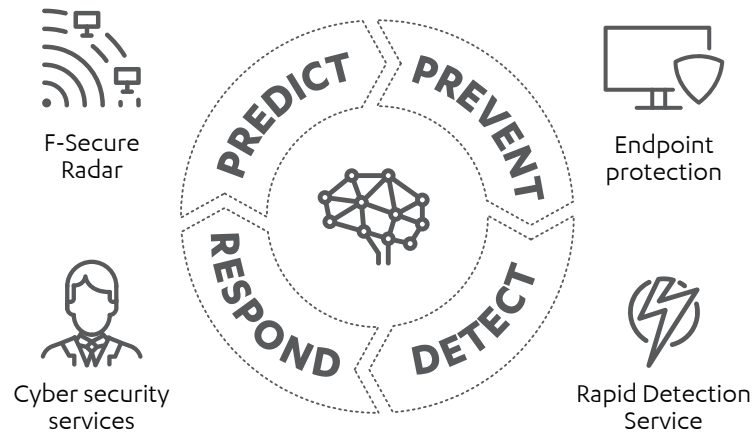 PREDICT
PREVENT
F-Secure
Radar
Endpoint
protection
RESPOND
DETECT
Cyber security
services
Rapid Detection
Service